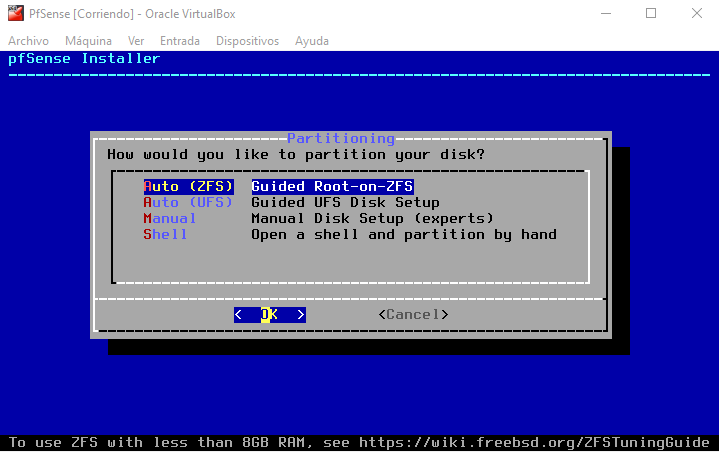 PfSense [Corriendo] - Oracle VirtualBox
Archivo Máquina Ver Entrada Dispositivos Ayuda
pfSense Installer
Partitioning
How would you like to partition your disk?
Auto (ZFS) Guided Root-on-ZFS
Auto (UFS) Guided UFS Disk Setup
Manual Manual Disk Setup (experts)
Shell Open a shell and partition by hand
< OK > <Cancel>
To use ZFS with less than 8GB RAM, see https://wiki.freebsd.org/ZFSTuningGuide